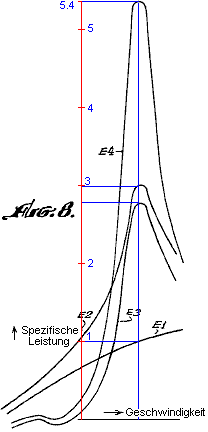 5.4
5
4
E4
3
FIG. 8.
2
E2
E3
E1
1
↑ Spezifische
Leistung
→ Geschwindigkeit